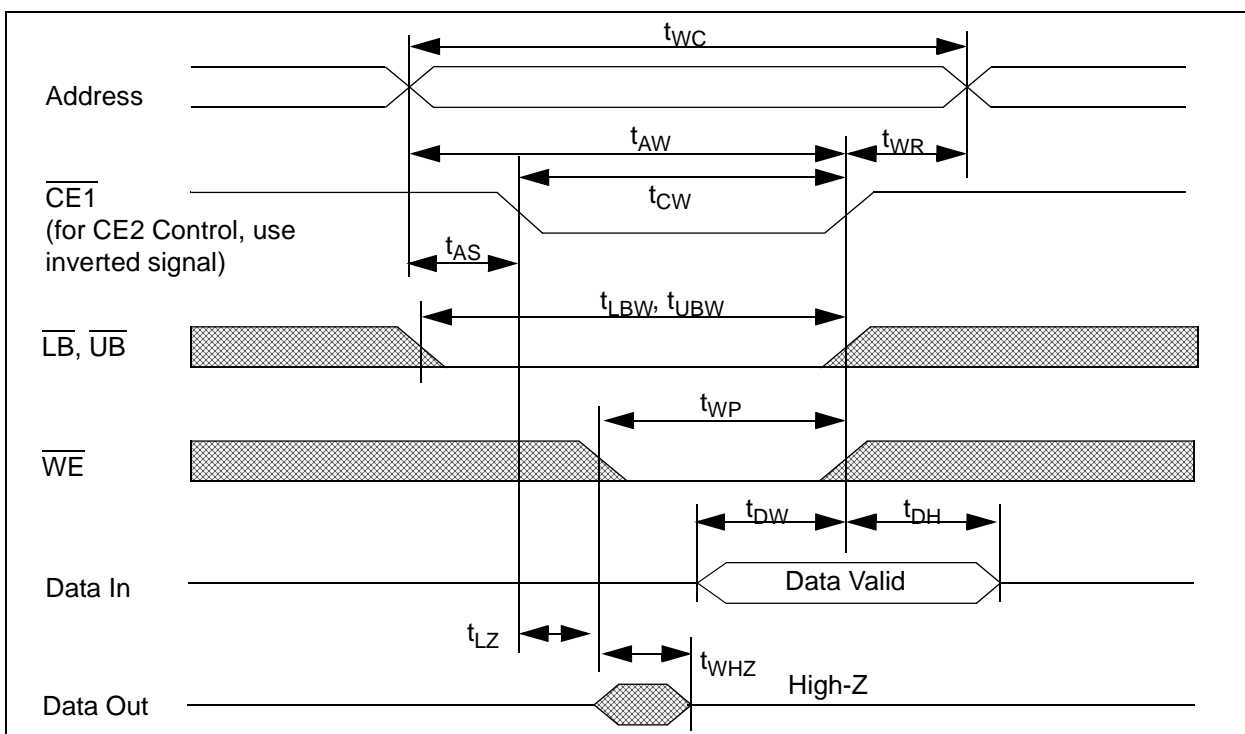 tWC
Address
tAW
tWR
CE1
(for CE2 Control, use
inverted signal)
tCW
tAS
tLBW, tUBW
LB, UB
tWP
WE
tDW
tDH
Data In
Data Valid
tLZ
tWHZ
High-Z
Data Out